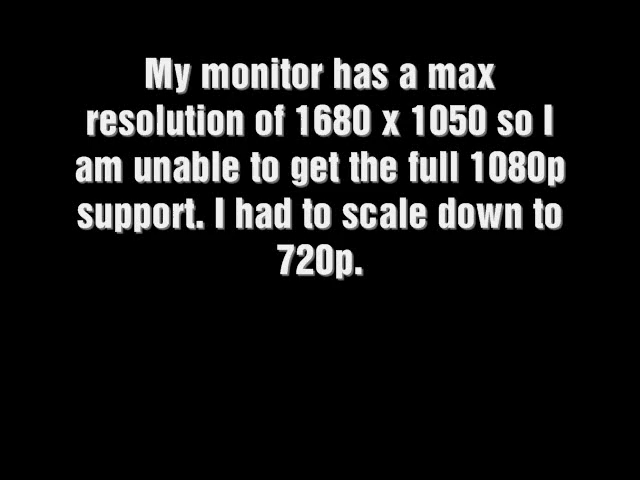 My monitor has a max
resolution of 1680 x 1050 so I
am unable to get the full 1080p
support. I had to scale down to
720p.